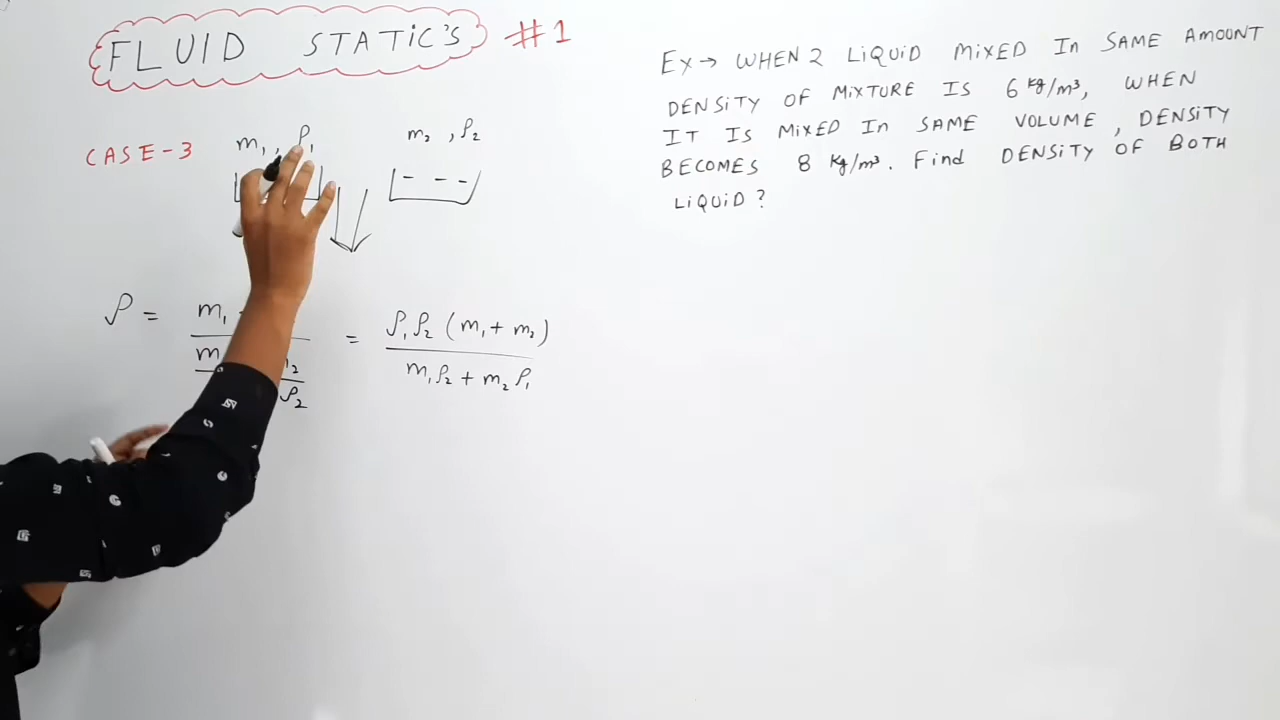 FLUID STATIC'S #1
CASE-3
m₁, ρ₁
m₂, ρ₂
ρ = m₁
m
₂
ρ₂
= ρ₁ρ₂ (m₁ + m₂)
m₁ρ₂ + m₂ρ₁
EX → WHEN 2 LIQUID MIXED IN SAME AMOUNT
DENSITY OF MIXTURE IS 6 kg/m³, WHEN
IT IS MIXED IN SAME VOLUME, DENSITY
BECOMES 8 kg/m³. Find DENSITY OF BOTH
LIQUID?